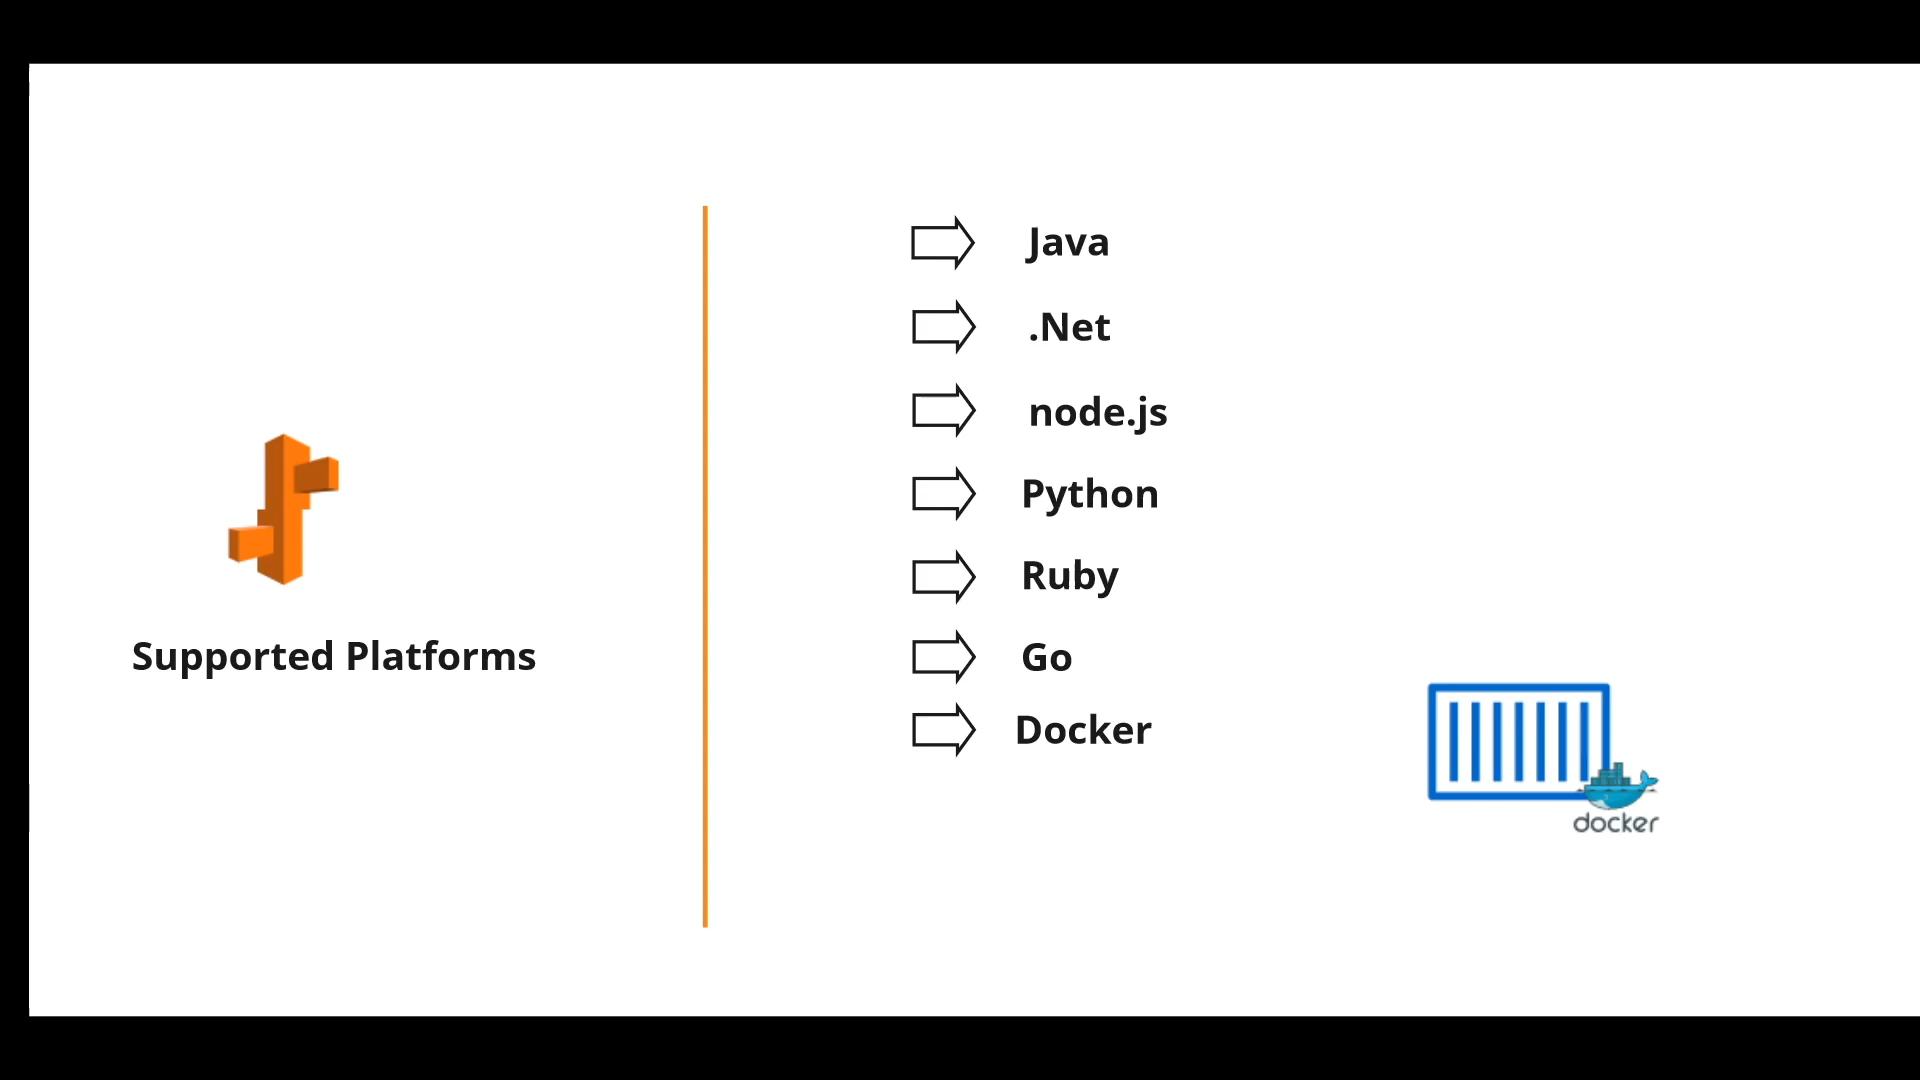 Supported Platforms
Java
.Net
node.js
Python
Ruby
Go
Docker
docker